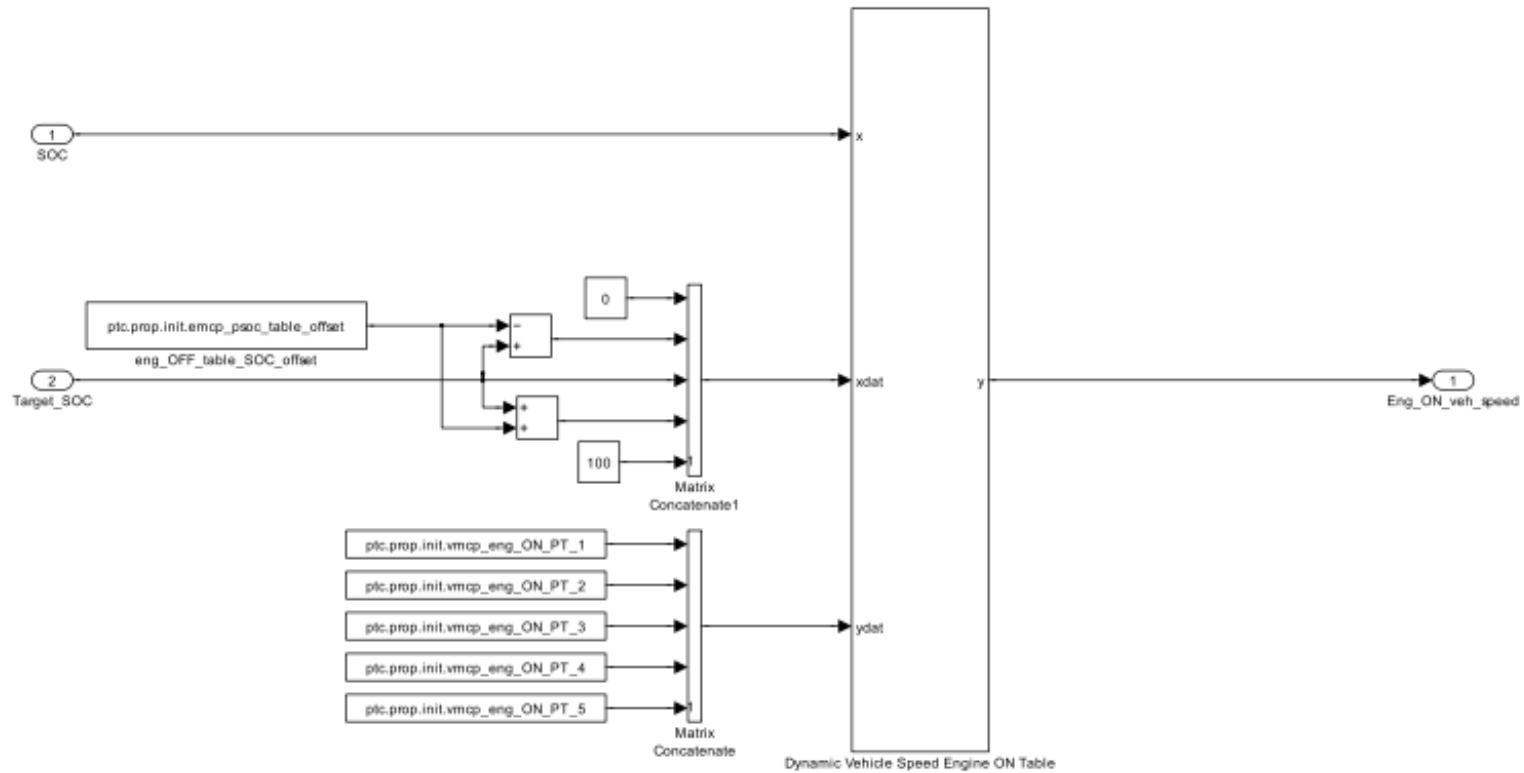 1
SOC
x
0
ptc.prop.init.emcp_psoc_table_offset
eng_OFF_table_SOC_offset
−
+
2
Target_SOC
xdat
y
1
Eng_ON_veh_speed
+
+
100
1
Matrix
Concatenate1
ptc.prop.init.vmcp_eng_ON_PT_1
ptc.prop.init.vmcp_eng_ON_PT_2
ptc.prop.init.vmcp_eng_ON_PT_3
ydat
ptc.prop.init.vmcp_eng_ON_PT_4
ptc.prop.init.vmcp_eng_ON_PT_5
1
Matrix
Concatenate
Dynamic Vehicle Speed Engine ON Table